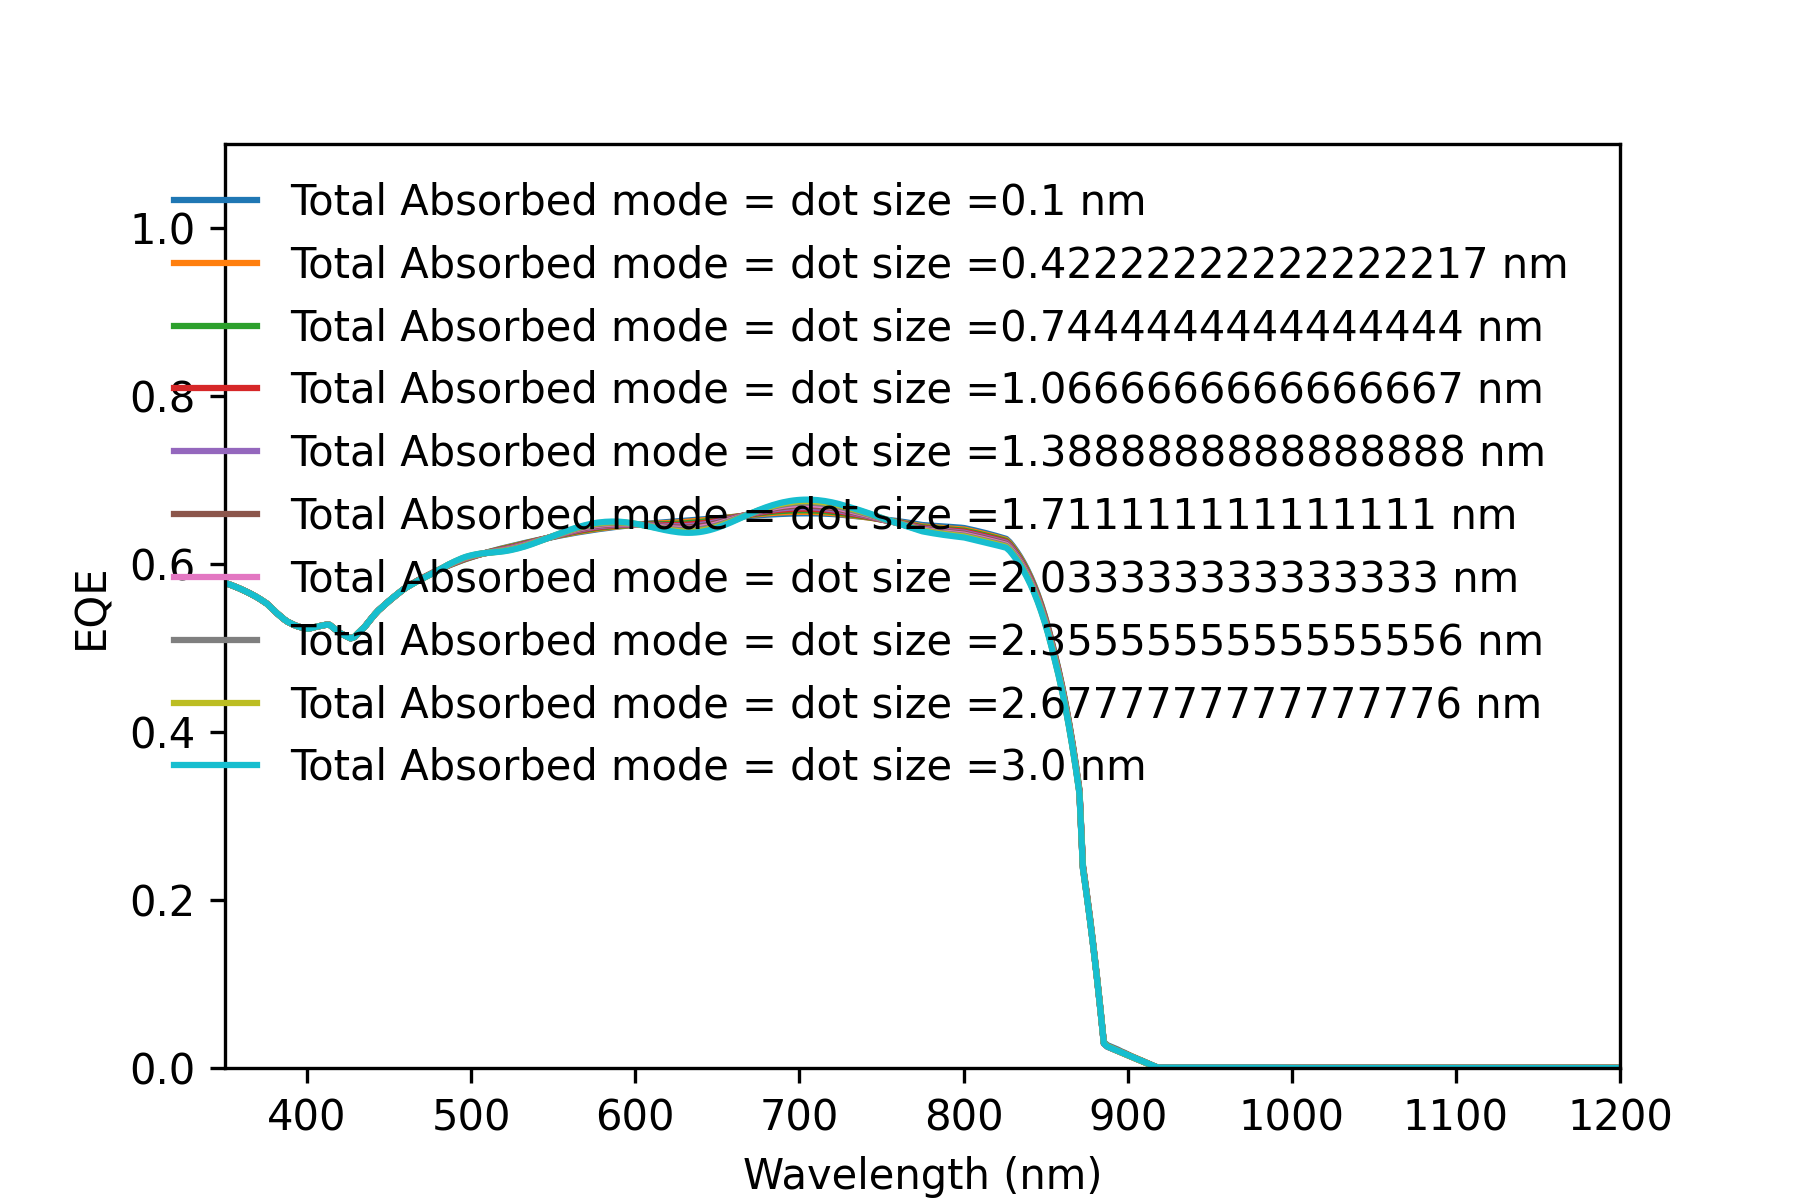 Total Absorbed mode = dot size =0.1 nm
1.0
Total Absorbed mode = dot size =0.42222222222222217 nm
Total Absorbed mode = dot size =0.7444444444444444 nm
0.8
Total Absorbed mode = dot size =1.0666666666666667 nm
Total Absorbed mode = dot size =1.3888888888888888 nm
Total Absorbed mode = dot size =1.711111111111111 nm
0.6
Total Absorbed mode = dot size =2.033333333333333 nm
EQE
Total Absorbed mode = dot size =2.3555555555555556 nm
Total Absorbed mode = dot size =2.6777777777777776 nm
0.4
Total Absorbed mode = dot size =3.0 nm
0.2
0.0
400 500 600 700 800 900 1000 1100 1200
Wavelength (nm)